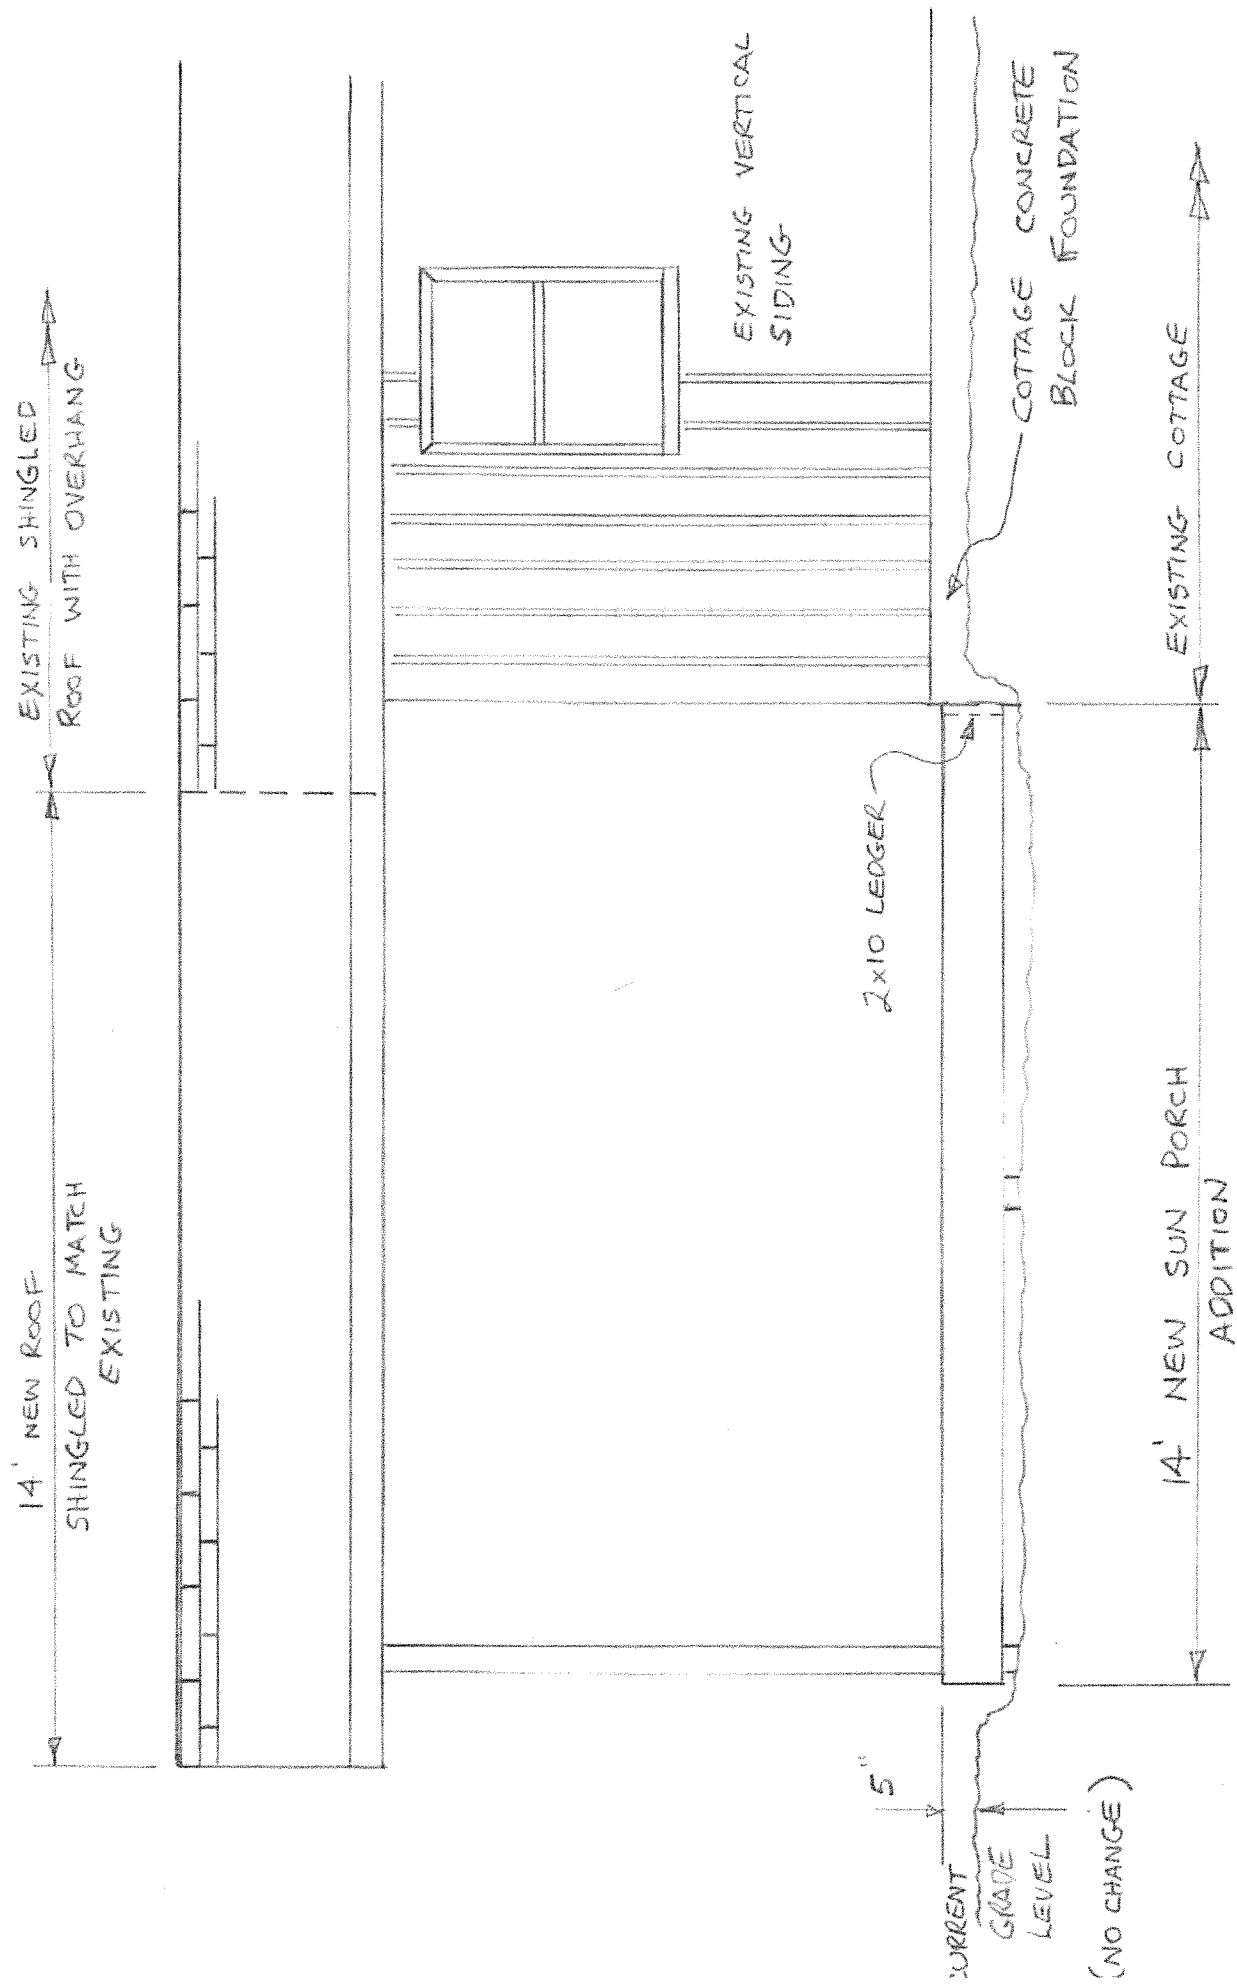 14' NEW ROOF
SHINGLED TO MATCH
EXISTING
EXISTING SHINGLED
ROOF WITH OVERHANG
EXISTING VERTICAL
SIDING
2x10 LEDGER
COTTAGE CONCRETE
BLOCK FOUNDATION
5"
CURRENT
GRADE
LEVEL
(NO CHANGE)
14' NEW SUN PORCH
ADDITION
EXISTING COTTAGE